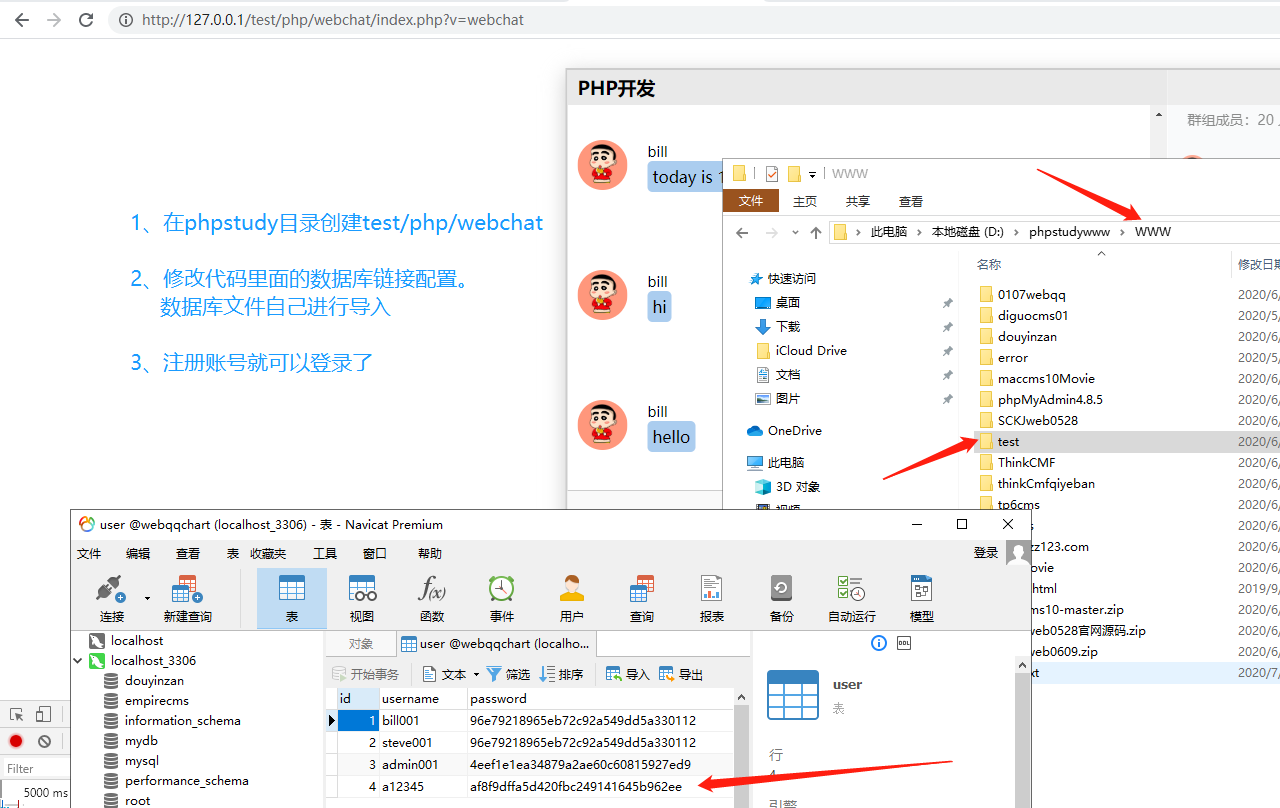 http://127.0.0.1/test/php/webchat/index.php?v=webchat
PHP开发
群组成员：20
bill
today is
bill
hi
bill
hello
1、在phpstudy目录创建test/php/webchat
2、修改代码里面的数据库链接配置。
数据库文件自己进行导入
3、注册账号就可以登录了
WWW
文件 主页 共享 查看
此电脑 › 本地磁盘 (D:) › phpstudywww › WWW
快速访问
桌面
下载
iCloud Drive
文档
图片
OneDrive
此电脑
3D 对象
视频
名称 修改日期
0107webqq 2020/6/
diguocms01 2020/5/
douyinzan 2020/6/
error 2020/5/
maccms10Movie 2020/6/
phpMyAdmin4.8.5 2020/6/
SCKJweb0528 2020/6/
test 2020/6/
ThinkCMF 2020/6/
thinkCmfqiyeban 2020/6/
tp6cms 2020/6/
s 2020/6/
zz123.com 2020/6/
ovie 2020/6/
html 2019/9/
ms10-master.zip 2020/6/
web0528官网源码.zip 2020/6/
web0609.zip 2020/6/
xt 2020/7/
user @webqqchart (localhost_3306) - 表 - Navicat Premium
文件 编辑 查看 表 收藏夹 工具 窗口 帮助 登录
连接 新建查询 表 视图 函数 事件 用户 查询 报表 备份 自动运行 模型
localhost
localhost_3306
douyinzan
empirecms
information_schema
mydb
mysql
performance_schema
root
对象 user @webqqchart (localho...
开始事务 文本 筛选 排序 导入 导出
id username password
1 bill001 96e79218965eb72c92a549dd5a330112
2 steve001 96e79218965eb72c92a549dd5a330112
3 admin001 4eef1e1ea34879a2ae60c60815927ed9
4 a12345 af8f9dffa5d420fbc249141645b962ee
DDL
user
表
行
4
引擎
Filter
5000 ms